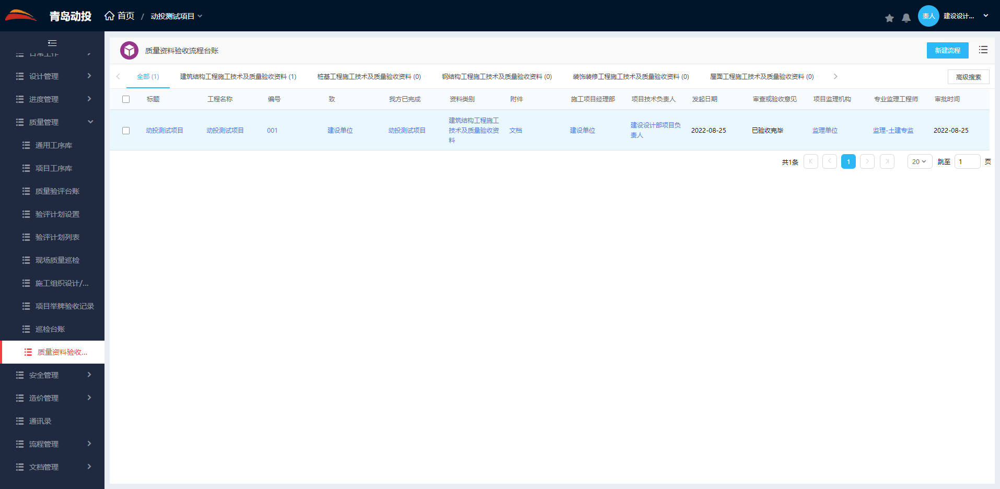 青岛动投
首页 / 动投测试项目
责人 建设设计...
日常工作
设计管理
进度管理
质量管理
通用工序库
项目工序库
质量验评台账
验评计划设置
验评计划列表
现场质量巡检
施工组织设计/...
项目举牌验收记录
巡检台账
质量资料验收...
安全管理
造价管理
通讯录
流程管理
文档管理
质量资料验收流程台账
新建流程
全部 (1) 建筑结构工程施工技术及质量验收资料 (1) 桩基工程施工技术及质量验收资料 (0) 钢结构工程施工技术及质量验收资料 (0) 装饰装修工程施工技术及质量验收资料 (0) 屋面工程施工技术及质量验收资料 (0) 高级搜索
标题 工程名称 编号 致 我方已完成 资料类别 附件 施工项目经理部 项目技术负责人 发起日期 审查或验收意见 项目监理机构 专业监理工程师 审批时间
动投测试项目 动投测试项目 001 建设单位 动投测试项目
建筑结构工程施工
技术及质量验收资
料
文档 建设单位
建设设计部项目负
责人
2022-08-25 已验收完毕 监理单位 监理-土建专监 2022-08-25
共1条 1 20 跳至 1 页